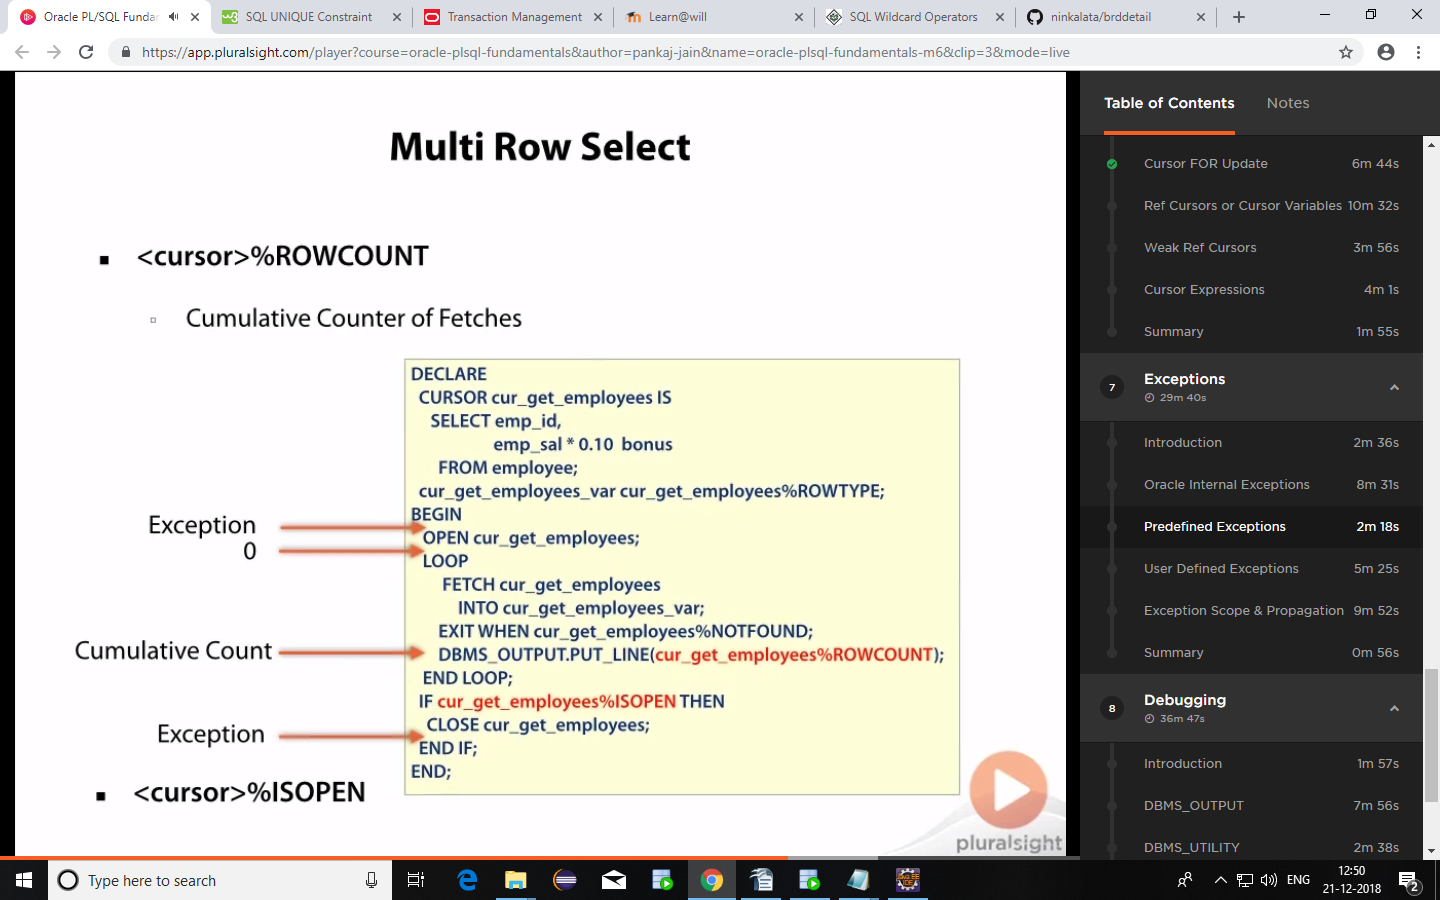 Oracle PL/SQL Fundar
SQL UNIQUE Constraint
Transaction Management
Learn@will
SQL Wildcard Operators
ninkalata/brddetail
https://app.pluralsight.com/player?course=oracle-plsql-fundamentals&author=pankaj-jain&name=oracle-plsql-fundamentals-m6&clip=3&mode=live
Multi Row Select
<cursor>%ROWCOUNT
Cumulative Counter of Fetches
DECLARE
CURSOR cur_get_employees IS
SELECT emp_id,
emp_sal * 0.10 bonus
FROM employee;
cur_get_employees_var cur_get_employees%ROWTYPE;
BEGIN
Exception
OPEN cur_get_employees;
0
LOOP
FETCH cur_get_employees
INTO cur_get_employees_var;
EXIT WHEN cur_get_employees%NOTFOUND;
Cumulative Count
DBMS_OUTPUT.PUT_LINE(cur_get_employees%ROWCOUNT);
END LOOP;
IF cur_get_employees%ISOPEN THEN
CLOSE cur_get_employees;
Exception
END IF;
END;
<cursor>%ISOPEN
pluralsight
Table of Contents
Notes
Cursor FOR Update 6m 44s
Ref Cursors or Cursor Variables 10m 32s
Weak Ref Cursors 3m 56s
Cursor Expressions 4m 1s
Summary 1m 55s
7 Exceptions
29m 40s
Introduction 2m 36s
Oracle Internal Exceptions 8m 31s
Predefined Exceptions 2m 18s
User Defined Exceptions 5m 25s
Exception Scope & Propagation 9m 52s
Summary 0m 56s
8 Debugging
36m 47s
Introduction 1m 57s
DBMS_OUTPUT 7m 56s
DBMS_UTILITY 2m 38s
Type here to search
ENG
12:50
21-12-2018
2